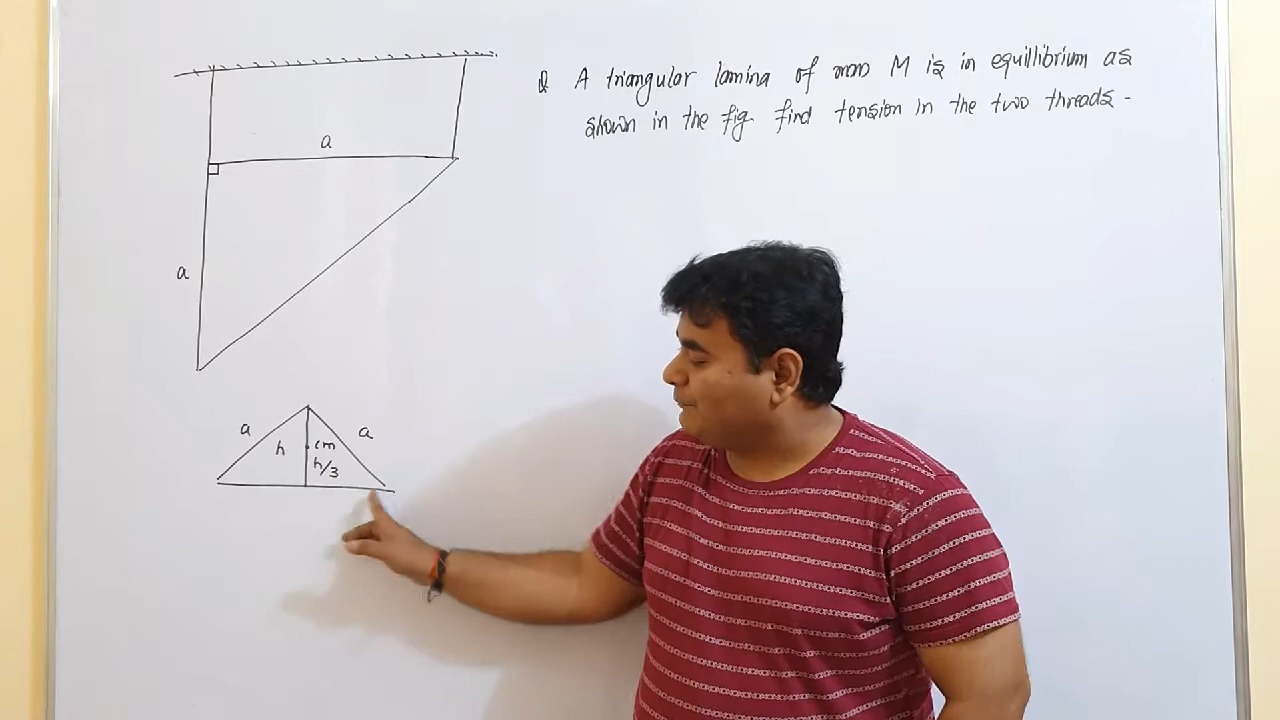 Q A triangular lamina of mass M is in equillibrium as
shown in the fig. find tension in the two threads -
a
a
a
h
cm
h/3
a